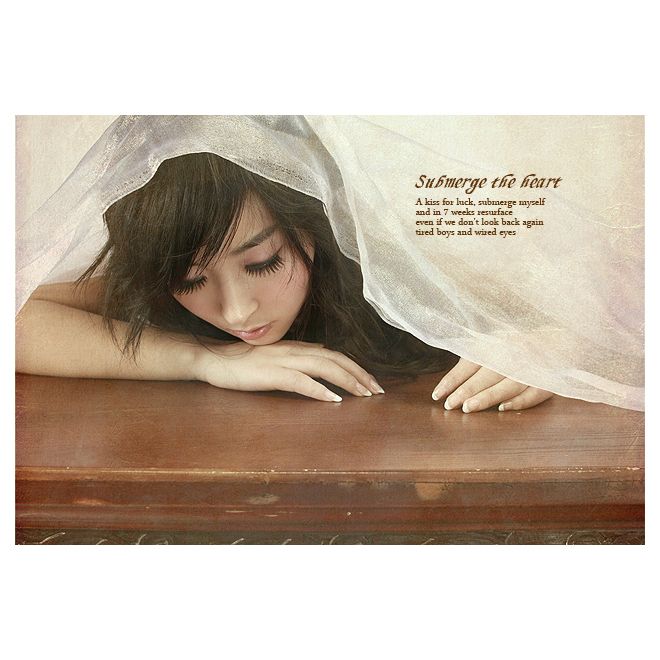 Submerge the heart
A kiss for luck, submerge myself
and in 7 weeks resurface
even if we don't look back again
tired boys and wired eyes